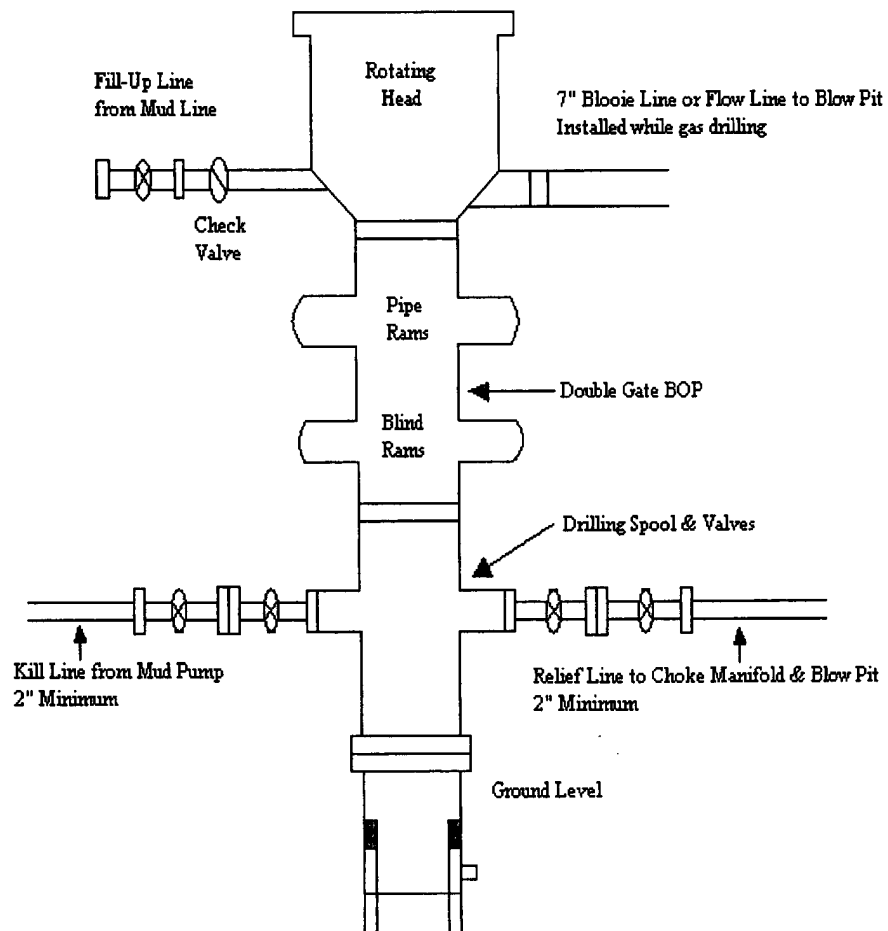 Rotating
Head
Fill-Up Line
from Mud Line
7" Blooie Line or Flow Line to Blow Pit
Installed while gas drilling
Check
Valve
Pipe
Rams
Double Gate BOP
Blind
Rams
Drilling Spool & Valves
Kill Line from Mud Pump
2" Minimum
Relief Line to Choke Manifold & Blow Pit
2" Minimum
Ground Level